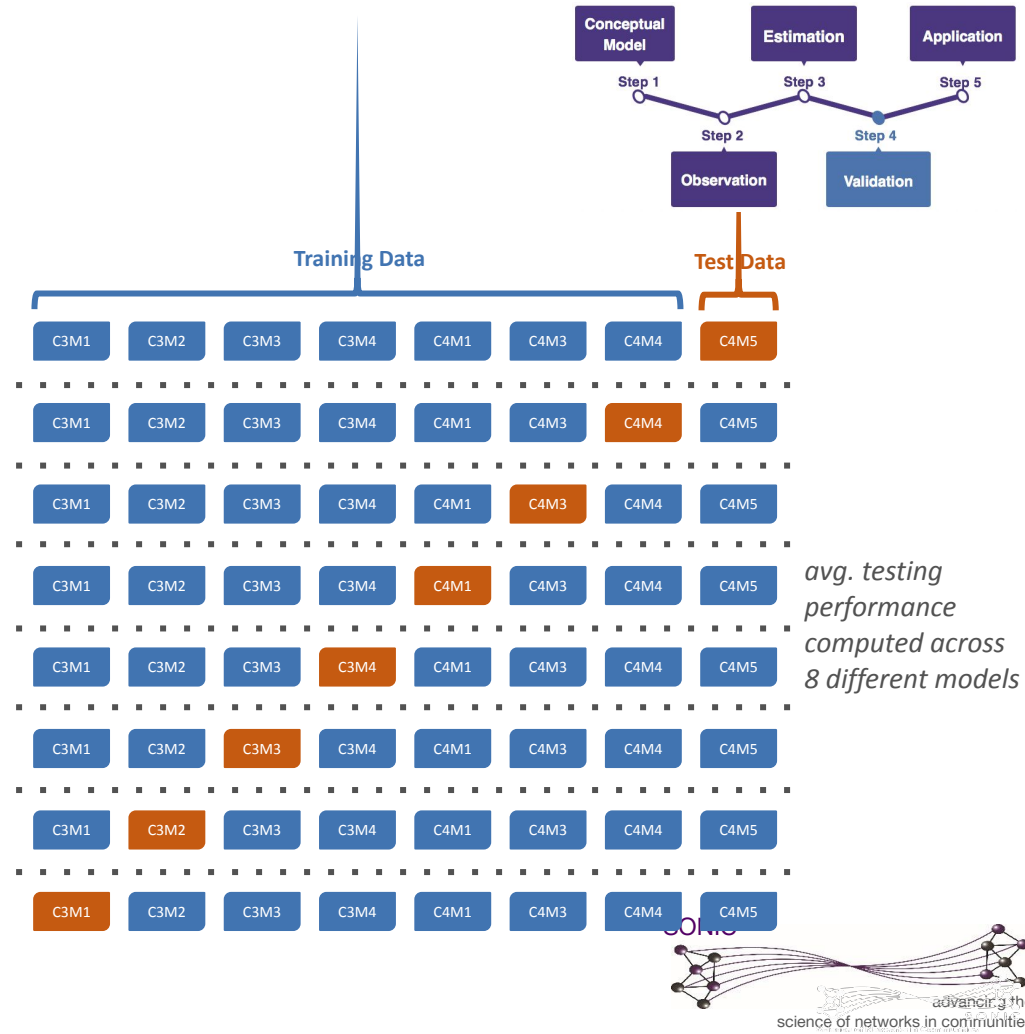 Conceptual
Model
Estimation
Application
Step 1
Step 3
Step 5
Step 2
Step 4
Observation
Validation
Training Data
Test Data
C3M1 C3M2 C3M3 C3M4 C4M1 C4M3 C4M4 C4M5
C3M1 C3M2 C3M3 C3M4 C4M1 C4M3 C4M4 C4M5
C3M1 C3M2 C3M3 C3M4 C4M1 C4M3 C4M4 C4M5
C3M1 C3M2 C3M3 C3M4 C4M1 C4M3 C4M4 C4M5
C3M1 C3M2 C3M3 C3M4 C4M1 C4M3 C4M4 C4M5
C3M1 C3M2 C3M3 C3M4 C4M1 C4M3 C4M4 C4M5
C3M1 C3M2 C3M3 C3M4 C4M1 C4M3 C4M4 C4M5
C3M1 C3M2 C3M3 C3M4 C4M1 C4M3 C4M4 C4M5
avg. testing
performance
computed across
8 different models
SONIC
advancing th
science of networks in communitie